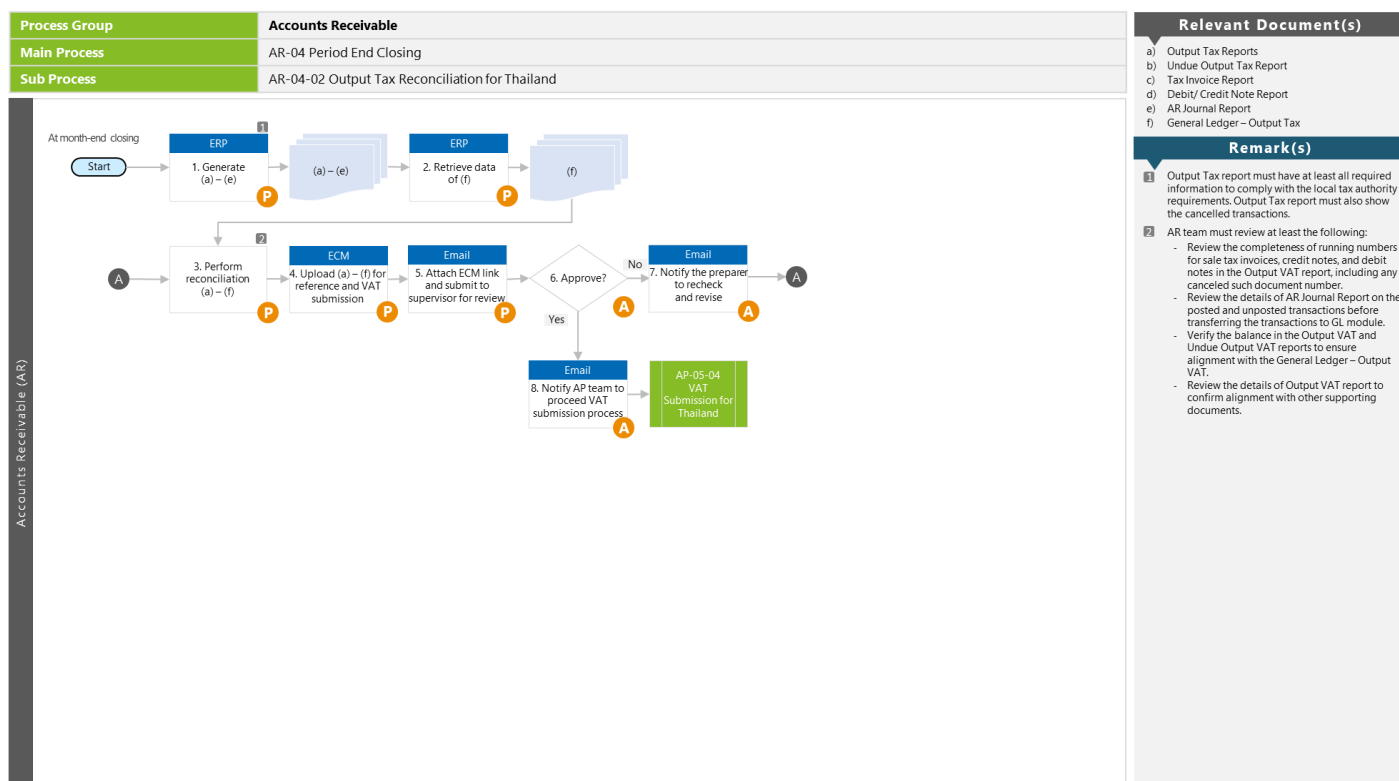 Process Group
Accounts Receivable
Main Process
AR-04 Period End Closing
Sub Process
AR-04-02 Output Tax Reconciliation for Thailand
Accounts Receivable (AR)
At month-end closing
Start
1
ERP
1. Generate
(a) – (e)
P
(a) – (e)
ERP
2. Retrieve data
of (f)
P
(f)
A
2
3. Perform
reconciliation
(a) – (f)
P
ECM
4. Upload (a) – (f) for
reference and VAT
submission
P
Email
5. Attach ECM link
and submit to
supervisor for review
P
6. Approve?
A
No
Yes
Email
7. Notify the preparer
to recheck
and revise
A
A
Email
8. Notify AP team to
proceed VAT
submission process
A
AP-05-04
VAT
Submission for
Thailand
Relevant Document(s)
a) Output Tax Reports
b) Undue Output Tax Report
c) Tax Invoice Report
d) Debit/ Credit Note Report
e) AR Journal Report
f) General Ledger – Output Tax
Remark(s)
1 Output Tax report must have at least all required
information to comply with the local tax authority
requirements. Output Tax report must also show
the cancelled transactions.
2 AR team must review at least the following:
- Review the completeness of running numbers
for sale tax invoices, credit notes, and debit
notes in the Output VAT report, including any
canceled such document number.
- Review the details of AR Journal Report on the
posted and unposted transactions before
transferring the transactions to GL module.
- Verify the balance in the Output VAT and
Undue Output VAT reports to ensure
alignment with the General Ledger – Output
VAT.
- Review the details of Output VAT report to
confirm alignment with other supporting
documents.